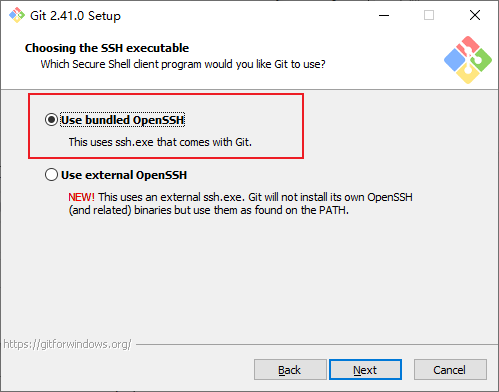 Git 2.41.0 Setup
Choosing the SSH executable
Which Secure Shell client program would you like Git to use?
Use bundled OpenSSH
This uses ssh.exe that comes with Git.
Use external OpenSSH
NEW! This uses an external ssh.exe. Git will not install its own OpenSSH
(and related) binaries but use them as found on the PATH.
https://gitforwindows.org/
Back Next Cancel